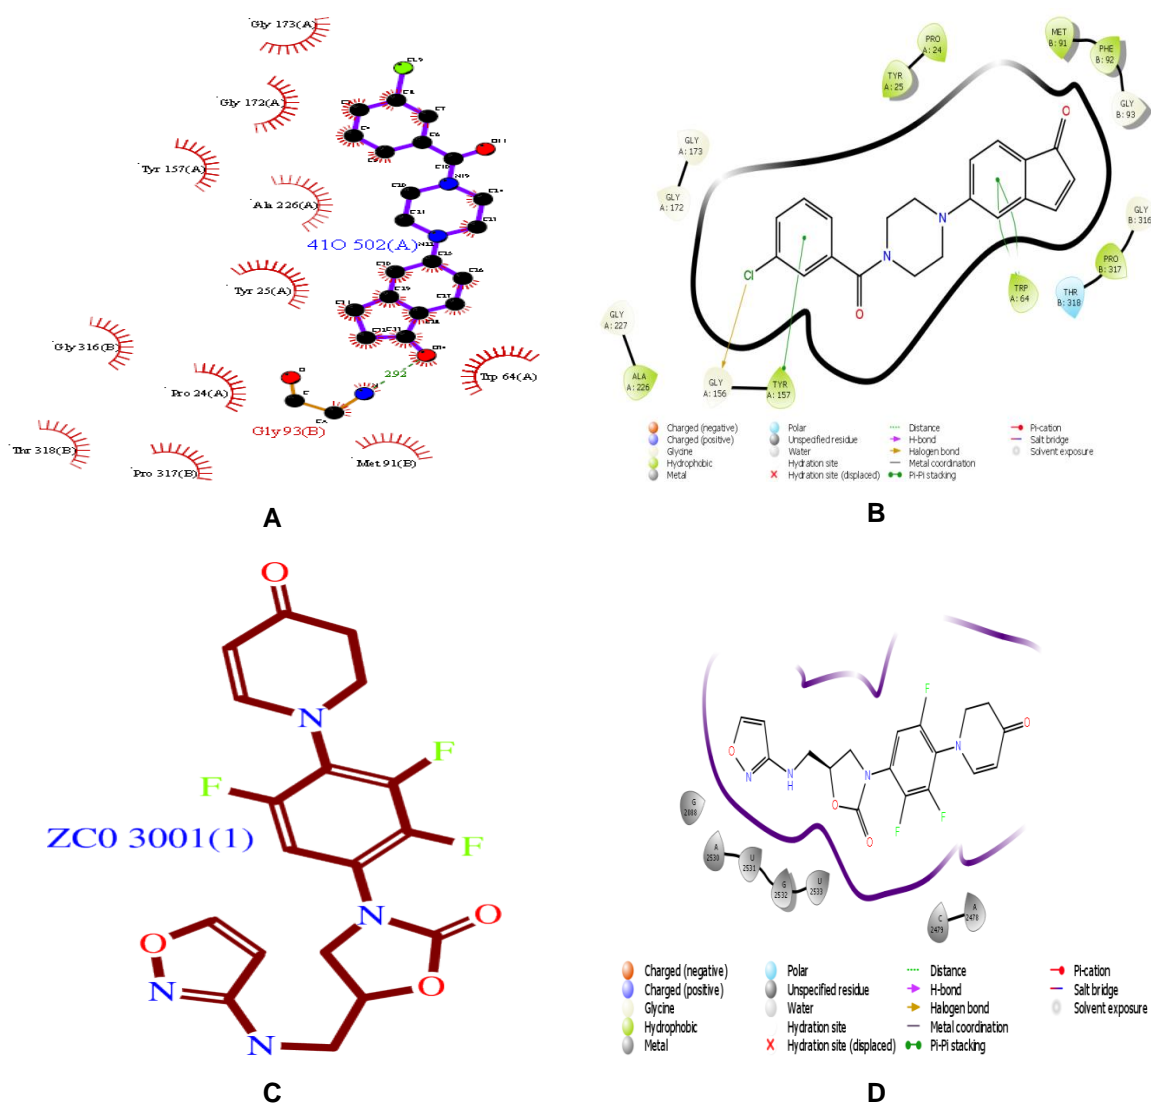 Gly 173(A)
Gly 172(A)
Tyr 157(A)
Ala 226(A)
41O 502(A)
Tyr 25(A)
Gly 316(B)
Pro 24(A)
Trp 64(A)
2.92
Gly 93(B)
Thr 318(B)
Pro 317(B)
Met 91(B)
A
PRO
A:24
TYR
A:25
MET
B:91
PHE
B:92
GLY
B:93
GLY
A:173
GLY
A:172
O
N
N
Cl
O
GLY
B:316
PRO
B:317
THR
B:318
TRP
A:64
GLY
A:227
ALA
A:226
GLY
A:156
TYR
A:157
Charged (negative)
Charged (positive)
Glycine
Hydrophobic
Metal
Polar
Unspecified residue
Water
Hydration site
Hydration site (displaced)
Distance
H-bond
Halogen bond
Metal coordination
Pi-Pi stacking
Pi-cation
Salt bridge
Solvent exposure
B
O
N
F
F
F
ZC0 3001(1)
N
O
O
O
N
N
C
F
O
N
O
N
N
H
N
O
O
F
F
G
A
2530
U
2531
G
2532
U
2533
C
2479
A
2478
Charged (negative)
Charged (positive)
Glycine
Hydrophobic
Metal
Polar
Unspecified residue
Water
Hydration site
Hydration site (displaced)
Distance
H-bond
Halogen bond
Metal coordination
Pi-Pi stacking
Pi-cation
Salt bridge
Solvent exposure
D